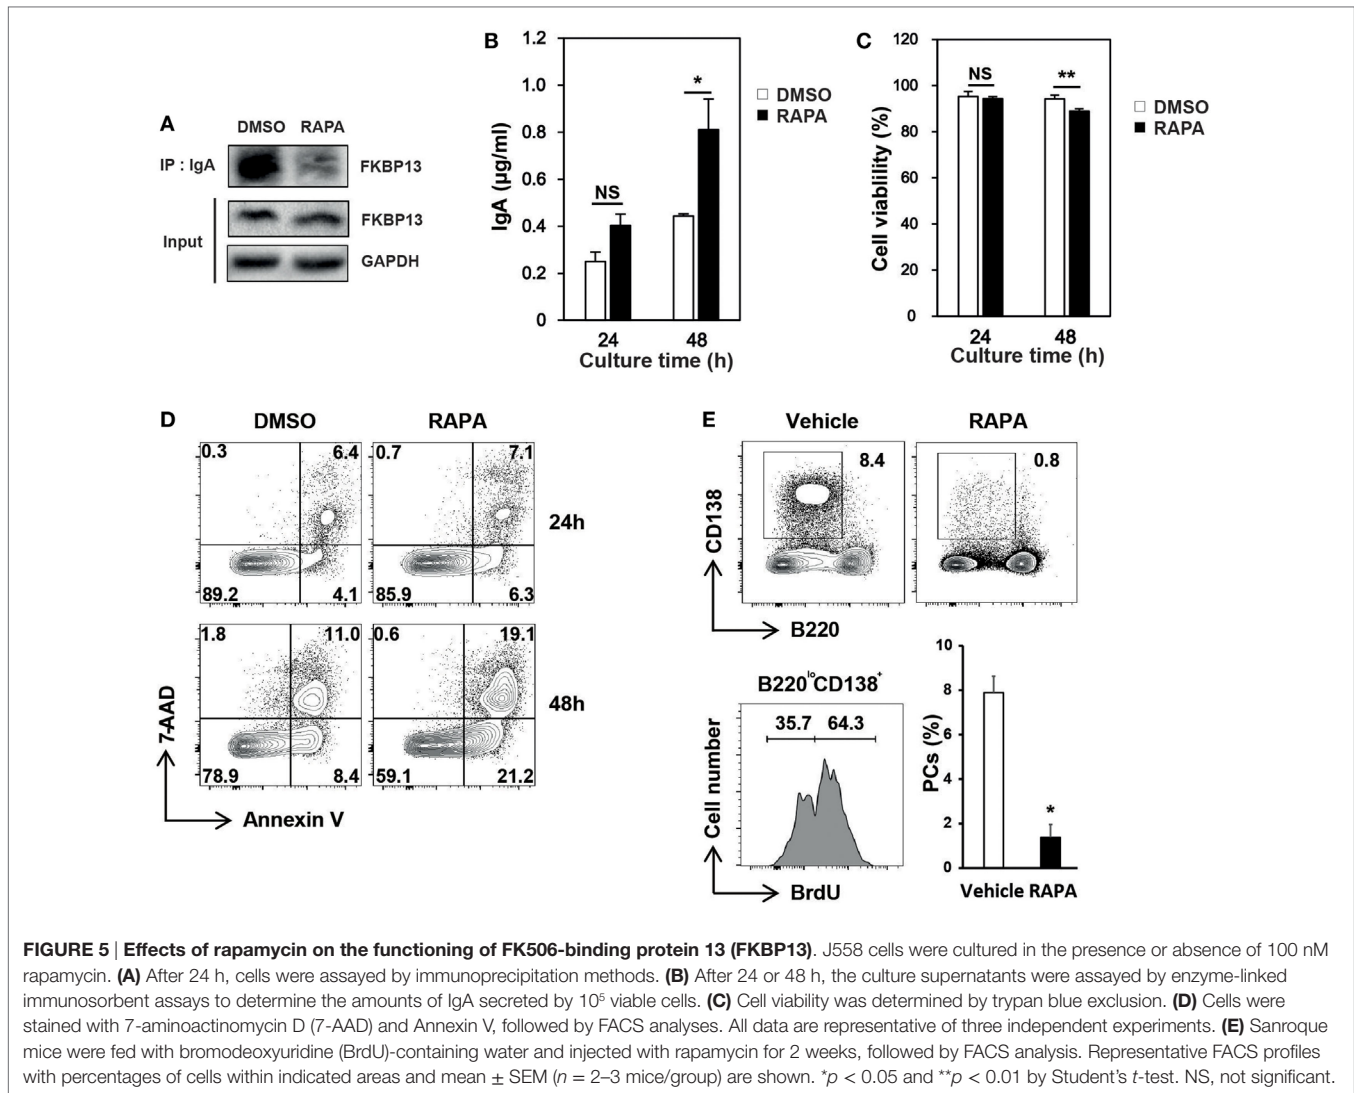 A
DMSO RAPA
IP : IgA FKBP13
FKBP13
Input
GAPDH
B
1.2
1.0
0.8
0.6
0.4
0.2
0
IgA (µg/ml)
NS
*
24 48
Culture time (h)
DMSO
RAPA
C
120
100
80
60
40
20
0
Cell viablility (%)
NS
**
24 48
Culture time (h)
DMSO
RAPA
D
DMSO RAPA
0.3 6.4 0.7 7.1
24h
89.2 4.1 85.9 6.3
1.8 11.0 0.6 19.1
48h
78.9 8.4 59.1 21.2
7-AAD
Annexin V
E
Vehicle RAPA
8.4 0.8
CD138
B220
B220loCD138+
35.7 64.3
Cell number
BrdU
10
8
6
4
2
0
PCs (%)
*
Vehicle RAPA
FIGURE 5 | Effects of rapamycin on the functioning of FK506-binding protein 13 (FKBP13). J558 cells were cultured in the presence or absence of 100 nM
rapamycin. (A) After 24 h, cells were assayed by immunoprecipitation methods. (B) After 24 or 48 h, the culture supernatants were assayed by enzyme-linked
immunosorbent assays to determine the amounts of IgA secreted by 10⁵ viable cells. (C) Cell viability was determined by trypan blue exclusion. (D) Cells were
stained with 7-aminoactinomycin D (7-AAD) and Annexin V, followed by FACS analyses. All data are representative of three independent experiments. (E) Sanroque
mice were fed with bromodeoxyuridine (BrdU)-containing water and injected with rapamycin for 2 weeks, followed by FACS analysis. Representative FACS profiles
with percentages of cells within indicated areas and mean ± SEM (n = 2–3 mice/group) are shown. *p < 0.05 and **p < 0.01 by Student's t-test. NS, not significant.